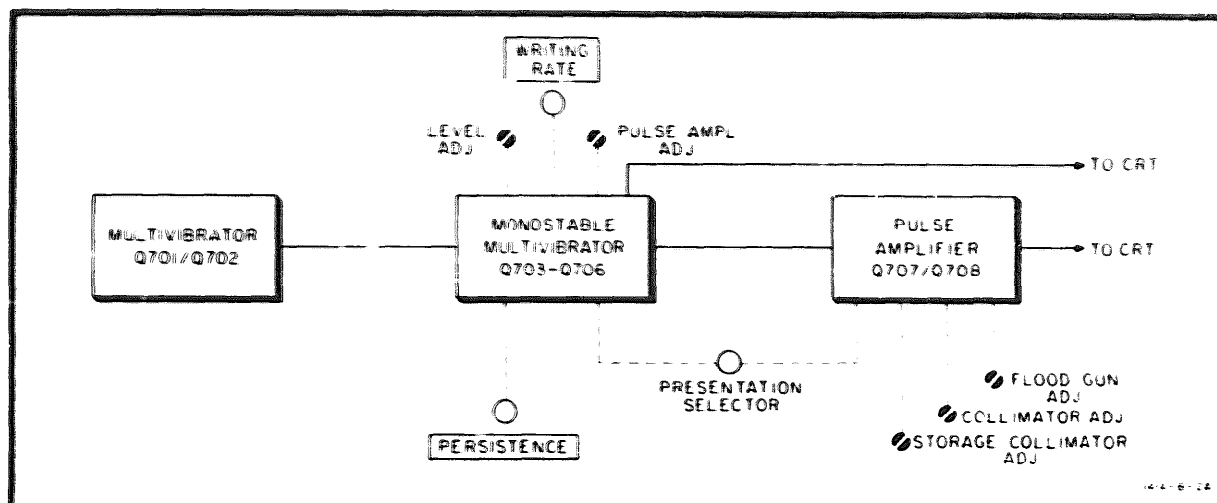 WRITING
RATE
LEVEL
ADJ
PULSE AMPL
ADJ
TO CRT
MULTIVIBRATOR
Q701/Q702
MONOSTABLE
MULTIVIBRATOR
Q703-Q706
PULSE
AMPLIFIER
Q707/Q708
TO CRT
PRESENTATION
SELECTOR
PERSISTENCE
FLOOD GUN
ADJ
COLLIMATOR ADJ
STORAGE COLLIMATOR
ADJ